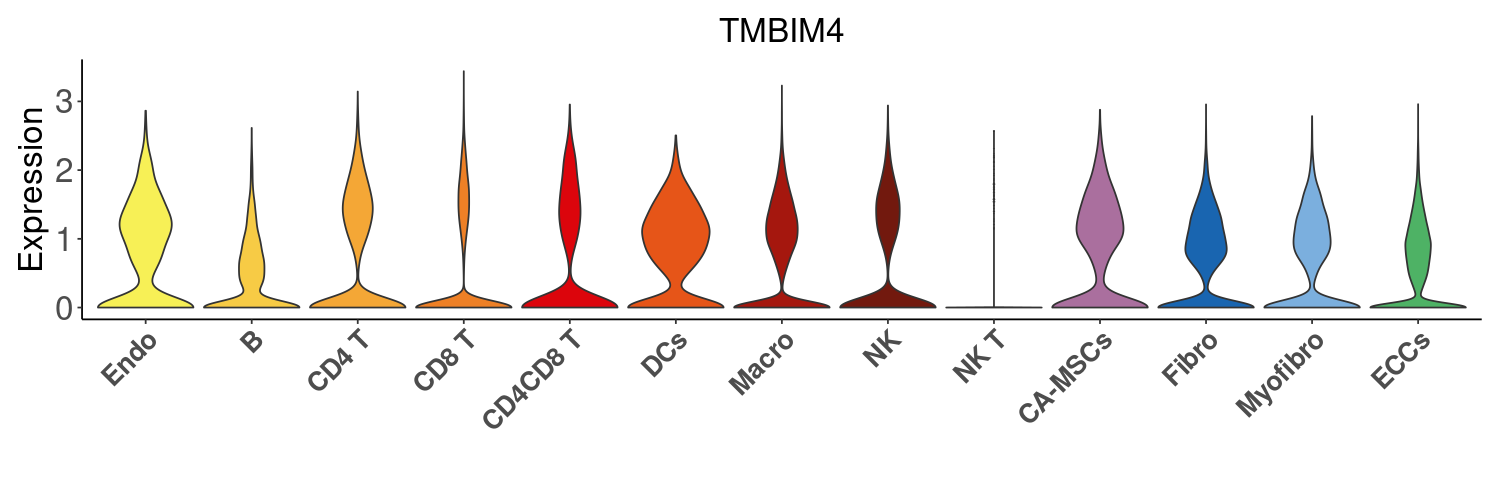 TMBIM4
Expression
3
2
1
0
Endo
B
CD4 T
CD8 T
CD4CD8 T
DCs
Macro
NK
NK T
CA-MSCs
Fibro
Myofibro
ECCs